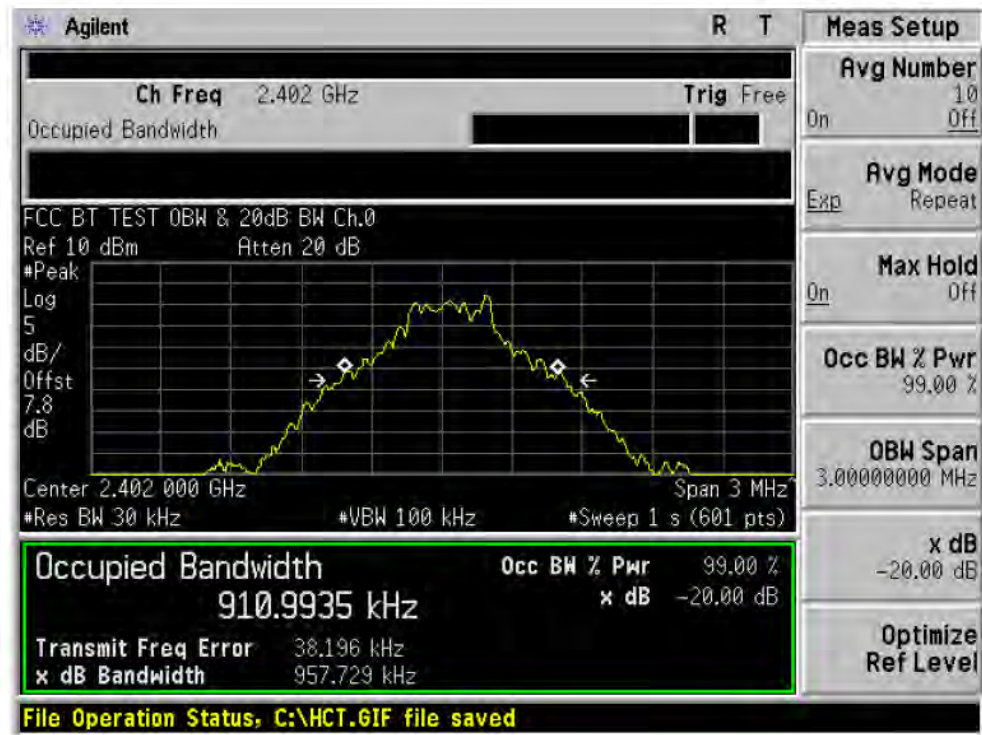 Agilent R T
Ch Freq 2.402 GHz Trig Free
Occupied Bandwidth
FCC BT TEST OBW & 20dB BW Ch.0
Ref 10 dBm Atten 20 dB
#Peak
Log
5
dB/
Offst
7.8
dB
Center 2.402 000 GHz Span 3 MHz^
#Res BW 30 kHz #VBW 100 kHz #Sweep 1 s (601 pts)
Occupied Bandwidth
910.9935 kHz
Occ BW % Pwr 99.00 %
x dB -20.00 dB
Transmit Freq Error 38.196 kHz
x dB Bandwidth 957.729 kHz
File Operation Status, C:\HCT.GIF file saved
Meas Setup
Avg Number
10
On Off
Avg Mode
Exp Repeat
Max Hold
On Off
Occ BW % Pwr
99.00 %
OBW Span
3.00000000 MHz
x dB
-20.00 dB
Optimize
Ref Level